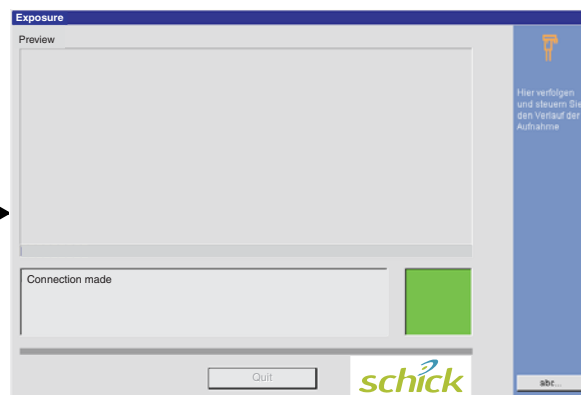 Exposure
Preview
Hier verfolgen
und steuern Sie
den Verlauf der
Aufnahme
Connection made
Quit
schick
abc...